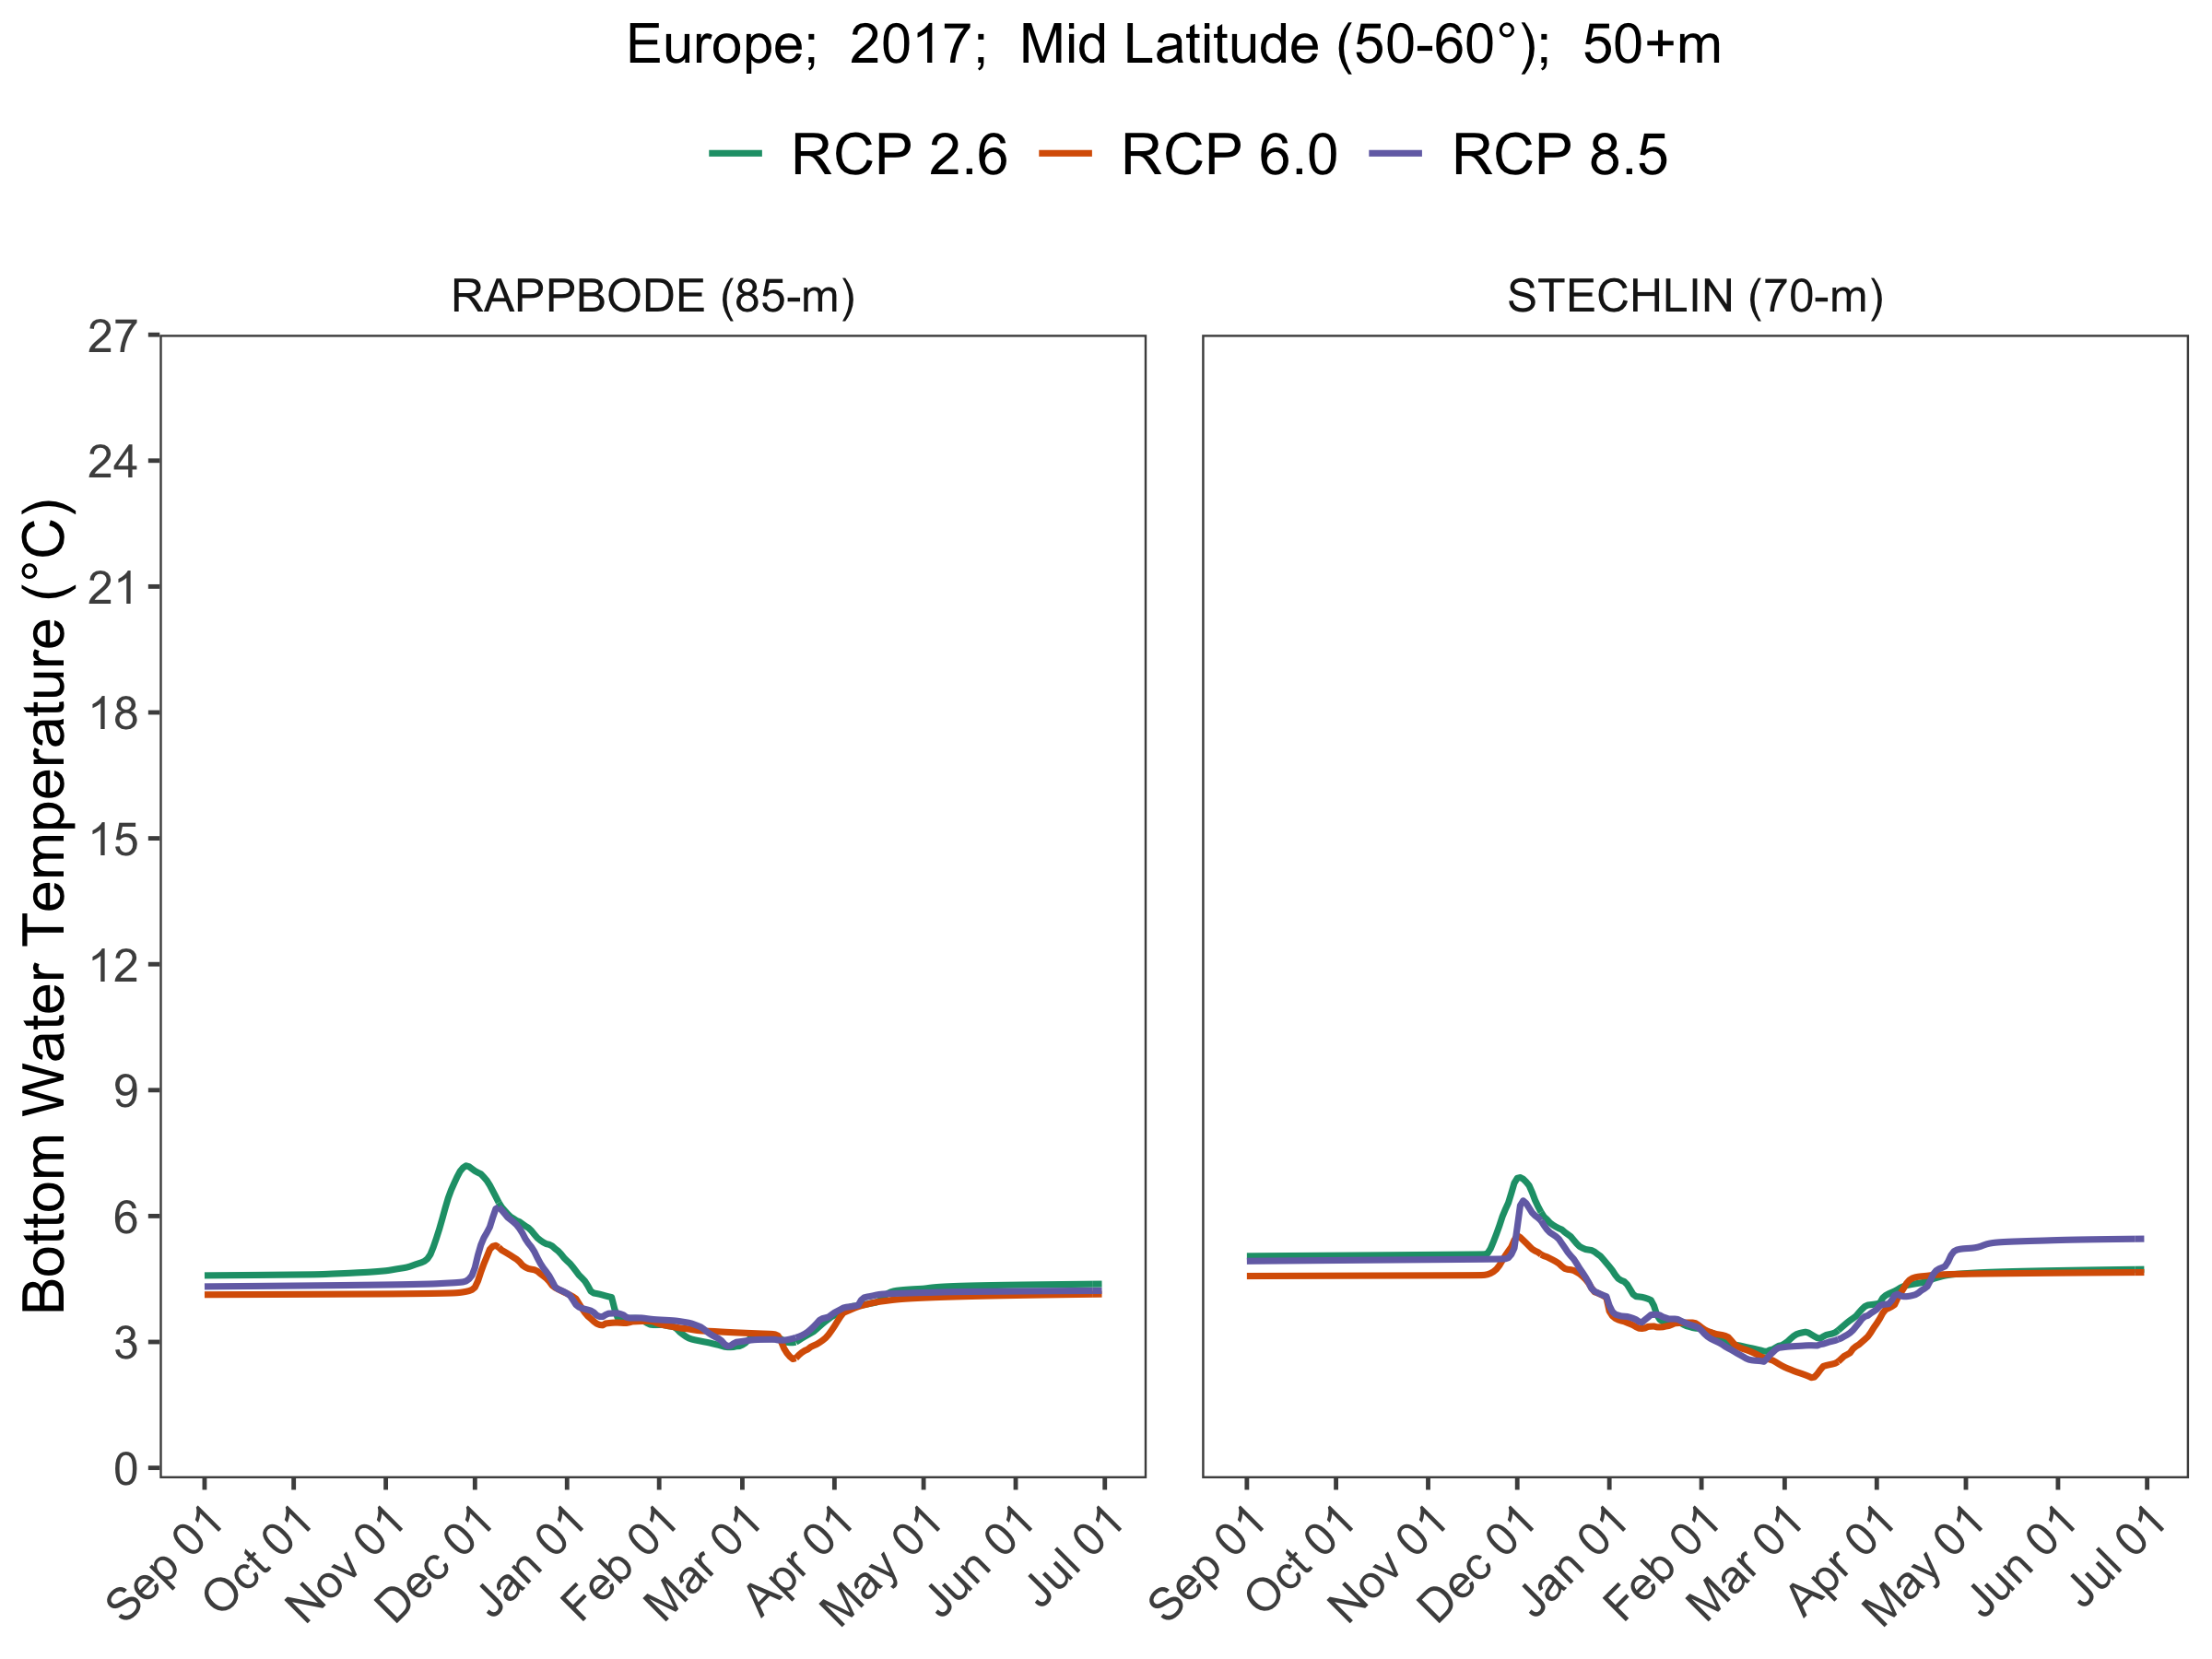 Europe;  2017;  Mid Latitude (50-60°);  50+m
RCP 2.6 RCP 6.0 RCP 8.5
RAPPBODE (85-m) STECHLIN (70-m)
Bottom Water Temperature (°C)
27
24
21
18
15
12
9
6
3
0
Sep 01 Oct 01 Nov 01 Dec 01 Jan 01 Feb 01 Mar 01 Apr 01 May 01 Jun 01 Jul 01 Sep 01 Oct 01 Nov 01 Dec 01 Jan 01 Feb 01 Mar 01 Apr 01 May 01 Jun 01 Jul 01